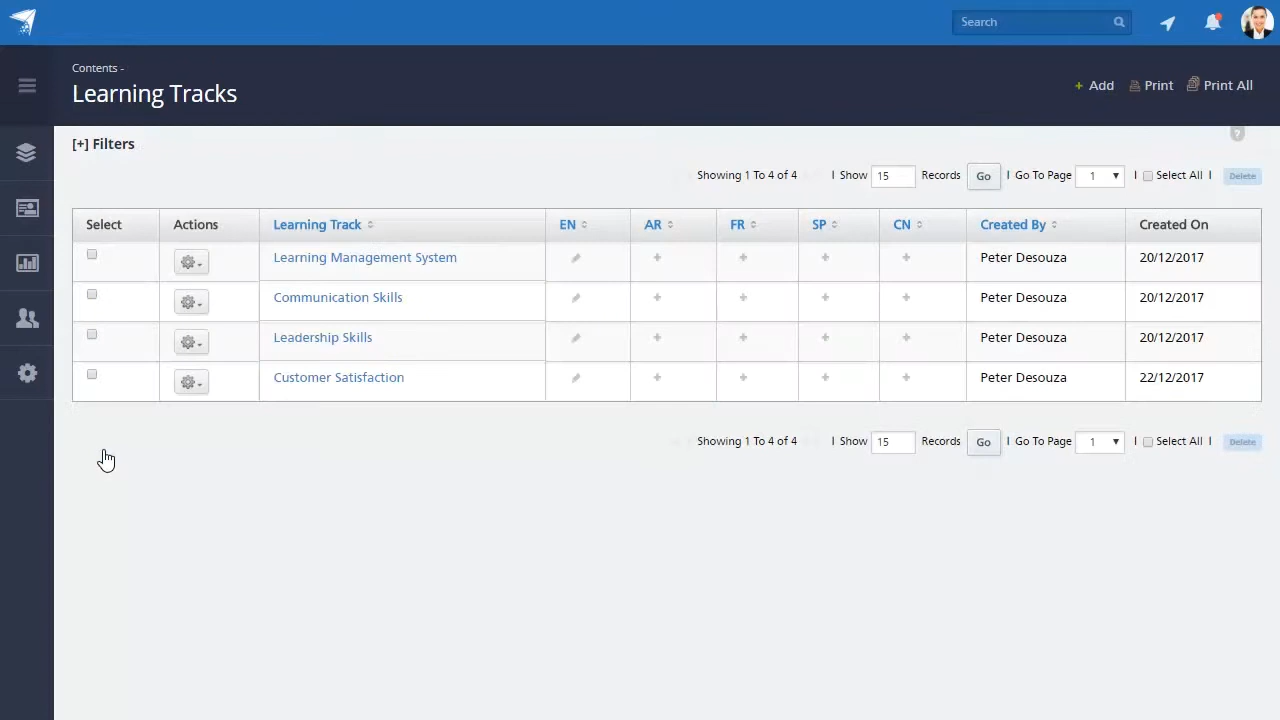 Search
Contents -
Learning Tracks
+ Add Print Print All
[+] Filters
?
Showing 1 To 4 of 4 | Show 15 Records Go | Go To Page 1 | Select All | Delete
Select Actions Learning Track EN AR FR SP CN Created By Created On
Learning Management System Peter Desouza 20/12/2017
Communication Skills Peter Desouza 20/12/2017
Leadership Skills Peter Desouza 20/12/2017
Customer Satisfaction Peter Desouza 22/12/2017
Showing 1 To 4 of 4 | Show 15 Records Go | Go To Page 1 | Select All | Delete